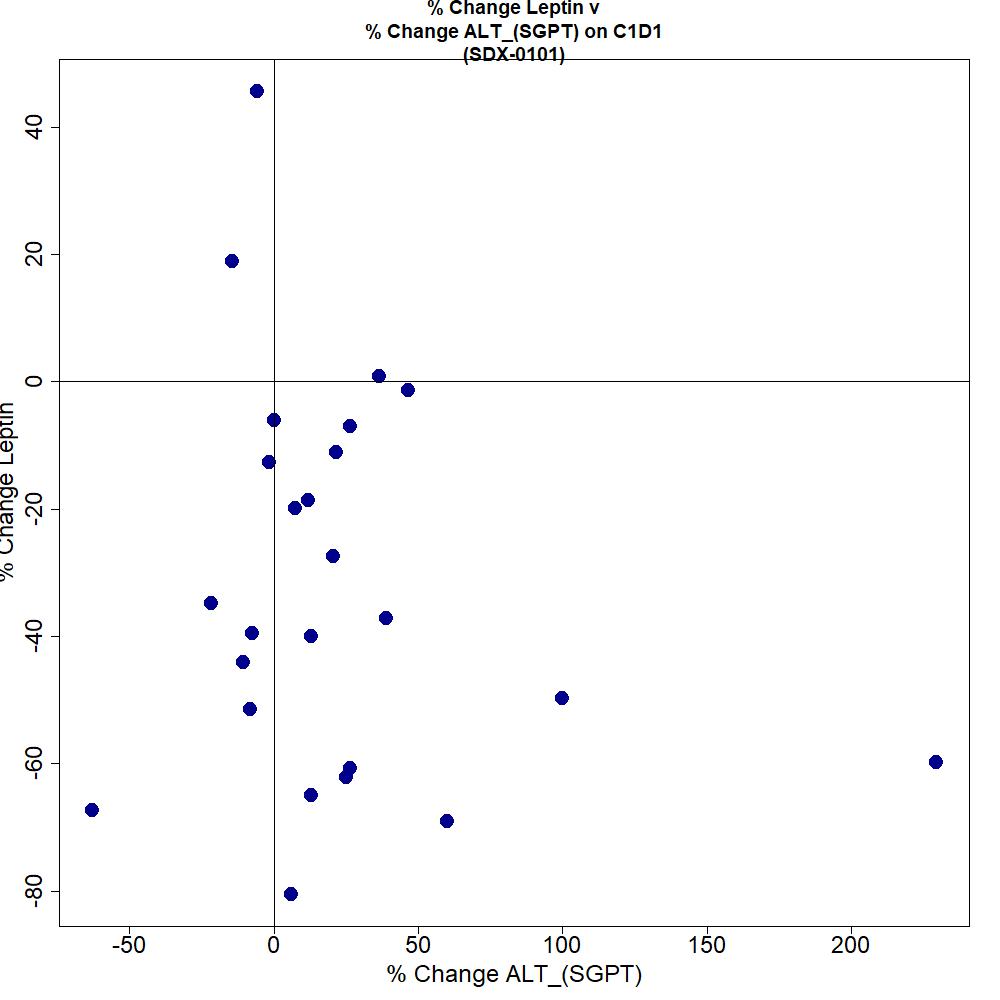 % Change Leptin v
% Change ALT_(SGPT) on C1D1
(SDX-0101)
% Change Leptin
40
20
0
-20
-40
-60
-80
-50
0
50
100
150
200
% Change ALT_(SGPT)